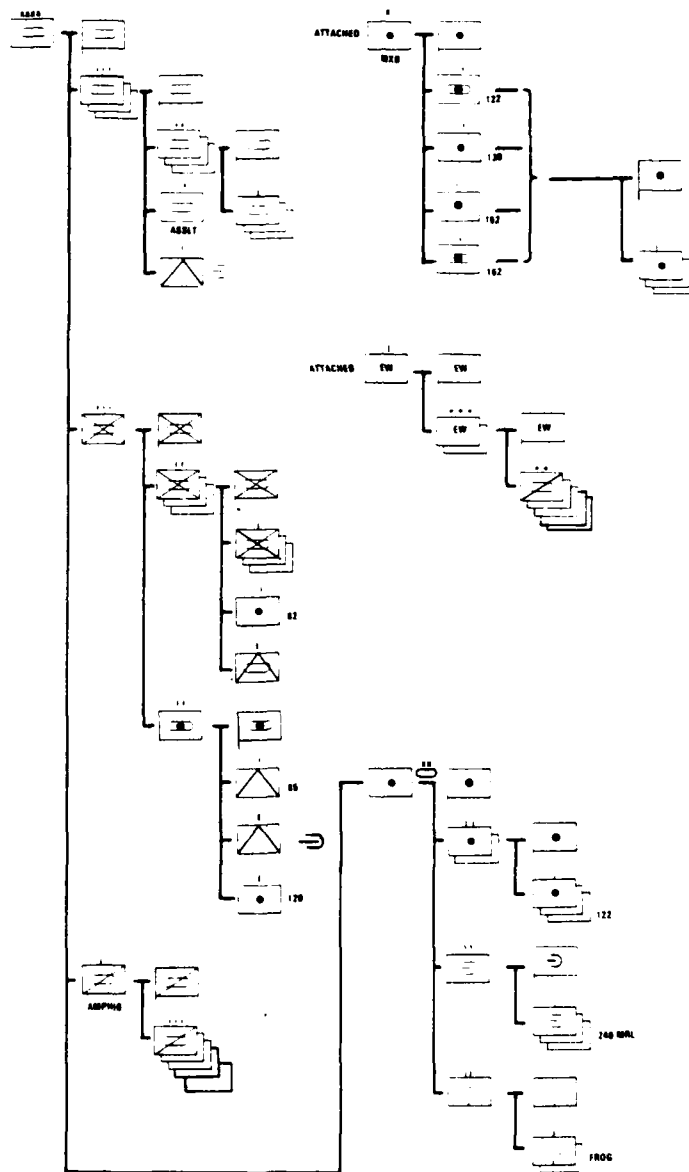 ATTACHED
122
130
152
ASSLT
152
ATTACHED
EW
EW
EW
EW
82
85
120
122
AMPHIB
240 MRL
FROG